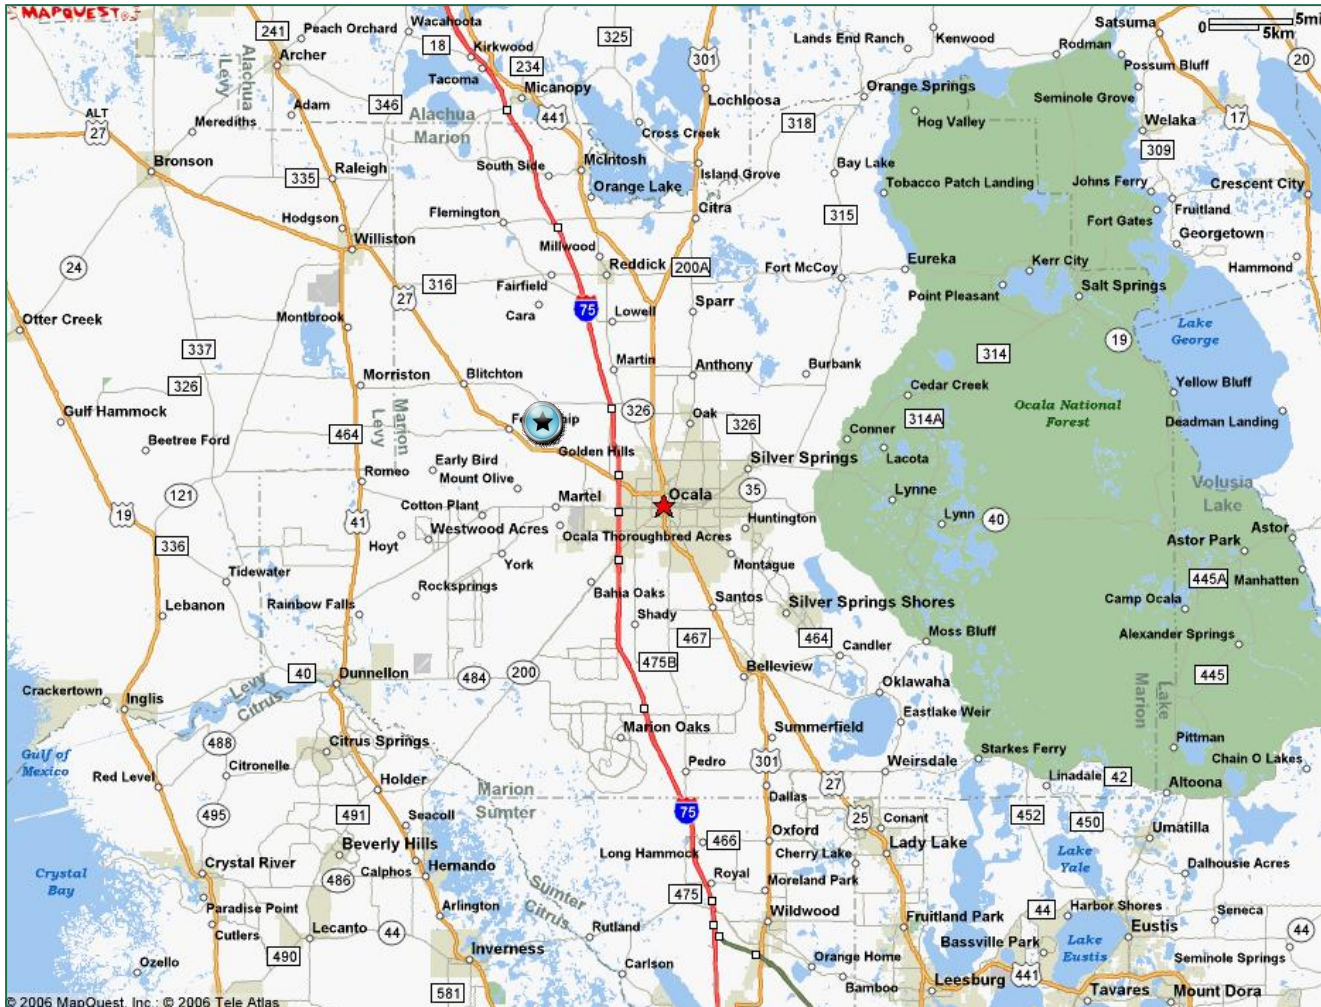 MAPQUEST
Wacahoota
Satsuma
5mi
0
5km
241
Peach Orchard
18
Kirkwood
325
Lands End Ranch
Kenwood
Rodman
Archer
Alachua
Levy
Tacoma
234
301
Possum Bluff
20
Micanopy
Orange Springs
Seminole Grove
Adam
346
Alachua
Marion
441
Lochloosa
Hog Valley
ALT
27
Merediths
Cross Creek
318
Welaka
17
Bronson
South Side
McIntosh
Bay Lake
309
335
Raleigh
Island Grove
Orange Lake
Tobacco Patch Landing
Johns Ferry
Crescent City
Hodgson
Flemington
Citra
315
Fort Gates
Fruitland
Georgetown
Williston
Millwood
24
Reddick
200A
Fort McCoy
Eureka
Kerr City
Hammond
27
316
Fairfield
Point Pleasant
Salt Springs
Otter Creek
Montbrook
Cara
75
Lowell
Sparr
Lake
George
337
314
19
326
Martin
Anthony
Burbank
Morriston
Blitchton
Cedar Creek
Yellow Bluff
Gulf Hammock
Marion
Levy
326
Oak
314A
Ocala National
Forest
Deadman Landing
Beetree Ford
464
326
Conner
Golden Hills
Silver Springs
Lacota
Romeo
Early Bird
Mount Olive
121
Martel
Ocala
35
Lynne
Volusia
Lake
19
41
Cotton Plant
Westwood Acres
Huntington
Lynn
40
Astor
336
Hoyt
Ocala Thoroughbred Acres
Astor Park
Tidewater
York
Montague
445A
Manhatten
Rocksprings
Bahia Oaks
Lebanon
Rainbow Falls
Santos
Silver Springs Shores
Camp Ocala
Shady
467
464
Moss Bluff
Alexander Springs
Candler
475B
Belleview
40
Dunnellon
484
200
445
Crackertown
Levy
Citrus
Oklawaha
Marion
Lake
Inglis
Eastlake Weir
Marion Oaks
Summerfield
488
Citrus Springs
Pittman
Gulf of
Mexico
Citronelle
Starkes Ferry
Chain O Lakes
Red Level
Holder
Pedro
301
Weirsdale
Linadale
42
Altoona
27
Marion
Sumter
Dallas
495
491
Seacoll
75
25
Conant
452
450
Umatilla
Beverly Hills
466
Oxford
Long Hammock
Cherry Lake
Lady Lake
Lake
Yale
Crystal River
486
Calphos
Hernando
Royal
Moreland Park
Dalhousie Acres
Crystal
Bay
Sumter
Citrus
475
Paradise Point
Arlington
Wildwood
Fruitland Park
44
Harbor Shores
Seneca
Cutlers
Lecanto
44
Rutland
Bassville Park
Eustis
44
490
Inverness
Orange Home
Lake
Eustis
Seminole Springs
Ozello
Carlson
Bamboo
Leesburg
441
581
Tavares
Mount Dora
© 2006 MapQuest, Inc.; © 2006 Tele Atlas